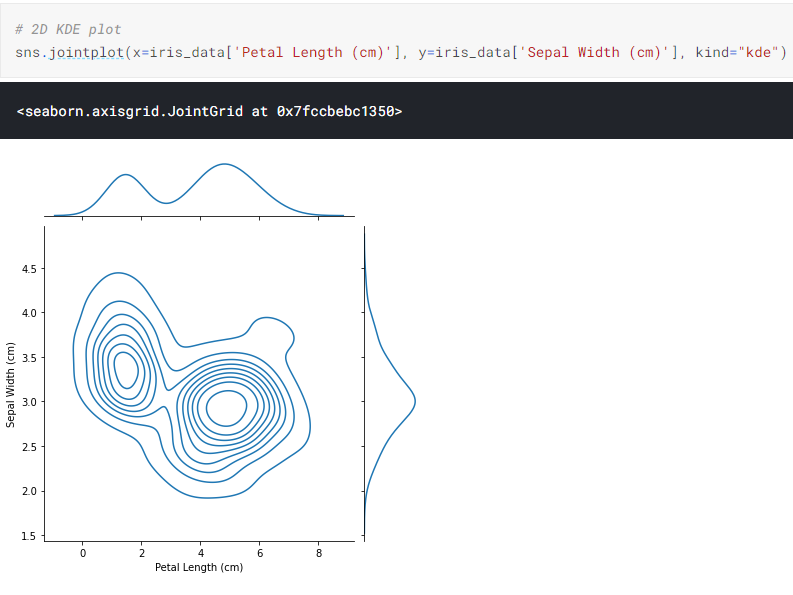 # 2D KDE plot
sns.jointplot(x=iris_data['Petal Length (cm)'], y=iris_data['Sepal Width (cm)'], kind="kde")
<seaborn.axisgrid.JointGrid at 0x7fccbebc1350>
4.5
4.0
3.5
3.0
2.5
2.0
1.5
Sepal Width (cm)
0 2 4 6 8
Petal Length (cm)